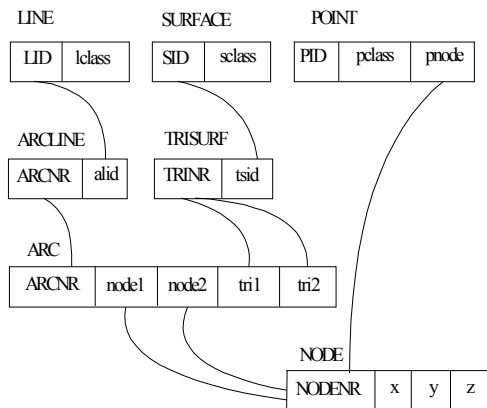 LINE SURFACE POINT
LID lclass SID sclass PID pclass pnode
ARCLINE TRISURF
ARCNR alid TRINR tsid
ARC
ARCNR node1 node2 tri1 tri2
NODE
NODENR x y z